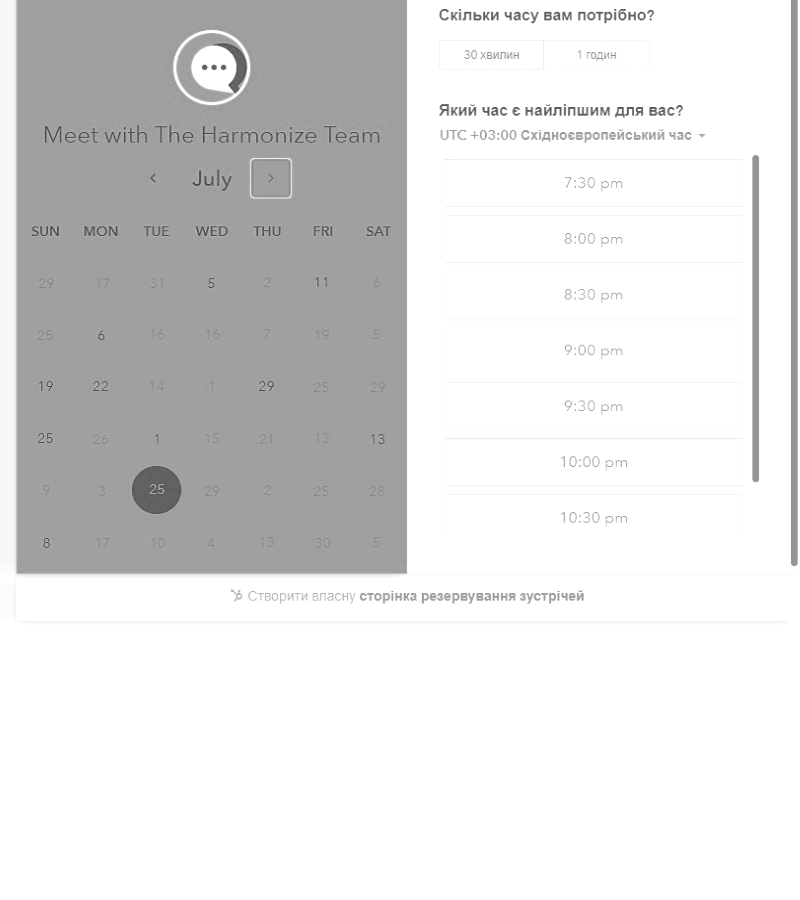 Скільки часу вам потрібно?
30 хвилин 1 годин
Який час є найліпшим для вас?
UTC +03:00 Східноєвропейський час
Meet with The Harmonize Team
July
SUN MON TUE WED THU FRI SAT
29 17 31 5 2 11 6
25 6 16 16 7 19 5
19 22 14 1 29 25 29
25 26 1 15 21 13 13
9 3 25 29 2 25 28
8 17 10 4 13 30 5
7:30 pm
8:00 pm
8:30 pm
9:00 pm
9:30 pm
10:00 pm
10:30 pm
Створити власну сторінка резервування зустрічей